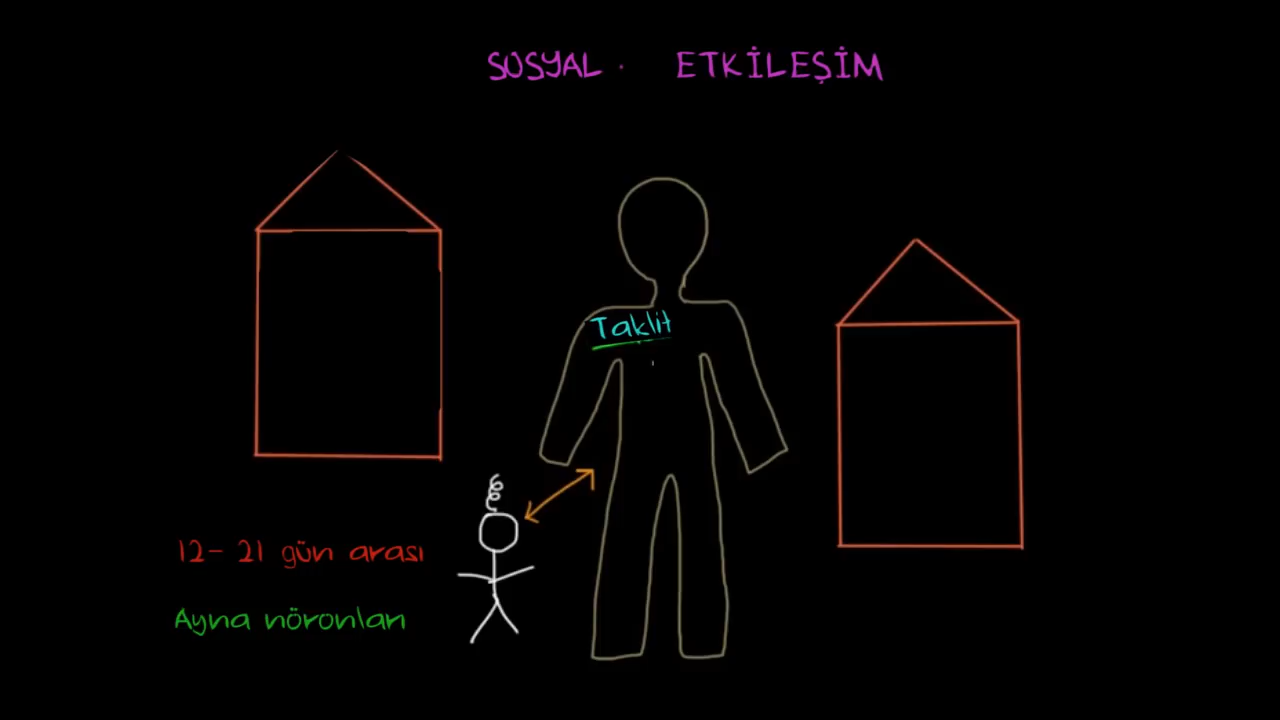 SOSYAL. ETKİLEŞİM
Taklit
12- 21 gün arası
Ayna nöronları